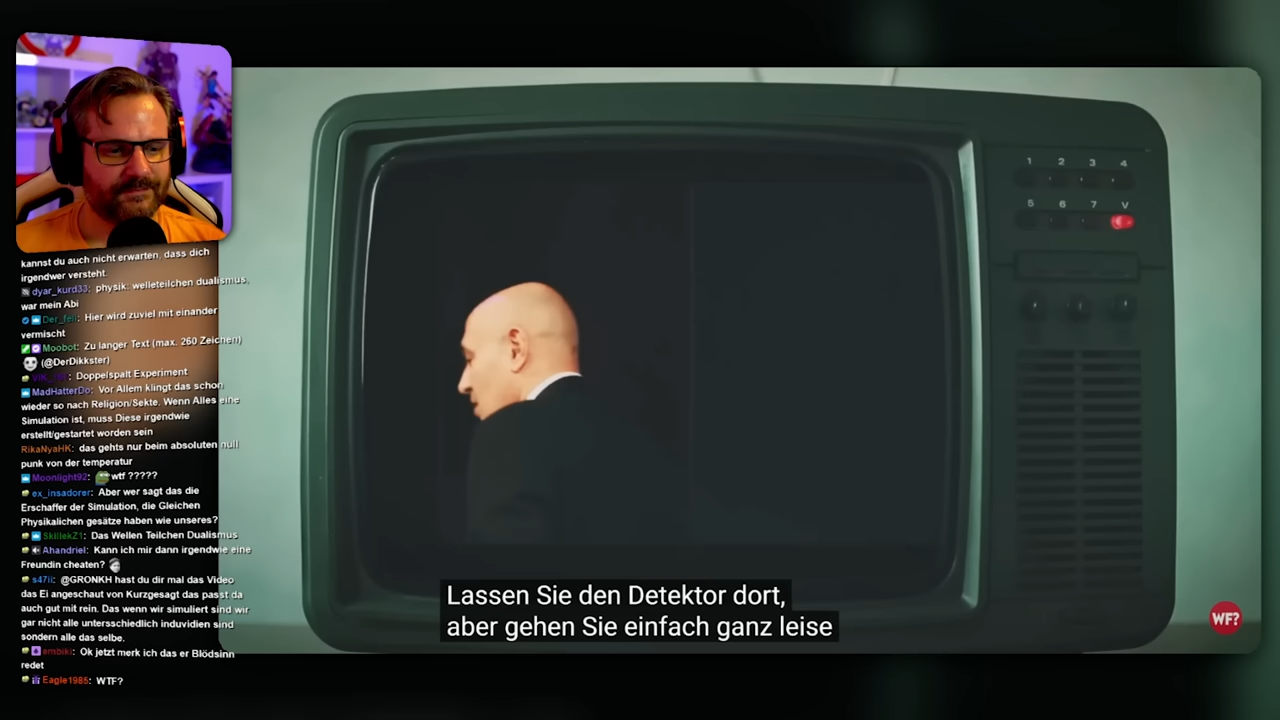 kannst du auch nicht erwarten, dass dich
irgendwer versteht.
dyar_kurd33: physik: welleteilchen dualismus,
war mein Abi
Der_fell: Hier wird zuviel mit einander
vermischt
Moobot: Zu langer Text (max. 260 Zeichen)
(@DerDikkster)
Doppelspalt Experiment
MadHatterDo: Vor Allem klingt das schon
wieder so nach Religion/Sekte. Wenn Alles eine
Simulation ist, muss Diese irgendwie
erstellt/gestartet worden sein
RikaNyaHK: das gehts nur beim absoluten null
punk von der temperatur
Moonlight92: wtf ?????
ex_insadorer: Aber wer sagt das die
Erschaffer der Simulation, die Gleichen
Physikalichen gesätze haben wie unseres?
SkillekZ1: Das Wellen Teilchen Dualismus
Ahandriel: Kann ich mir dann irgendwie eine
Freundin cheaten?
s47ii: @GRONKH hast du dir mal das Video
das Ei angeschaut von Kurzgesagt das passt da
auch gut mit rein. Das wenn wir simuliert sind wir
gar nicht alle untersschiedlich induvidien sind
sondern alle das selbe.
embiki: Ok jetzt merk ich das er Blödsinn
redet
Eagle1985: WTF?
1 2 3 4
5 6 7 V
Lassen Sie den Detektor dort,
aber gehen Sie einfach ganz leise
WF?